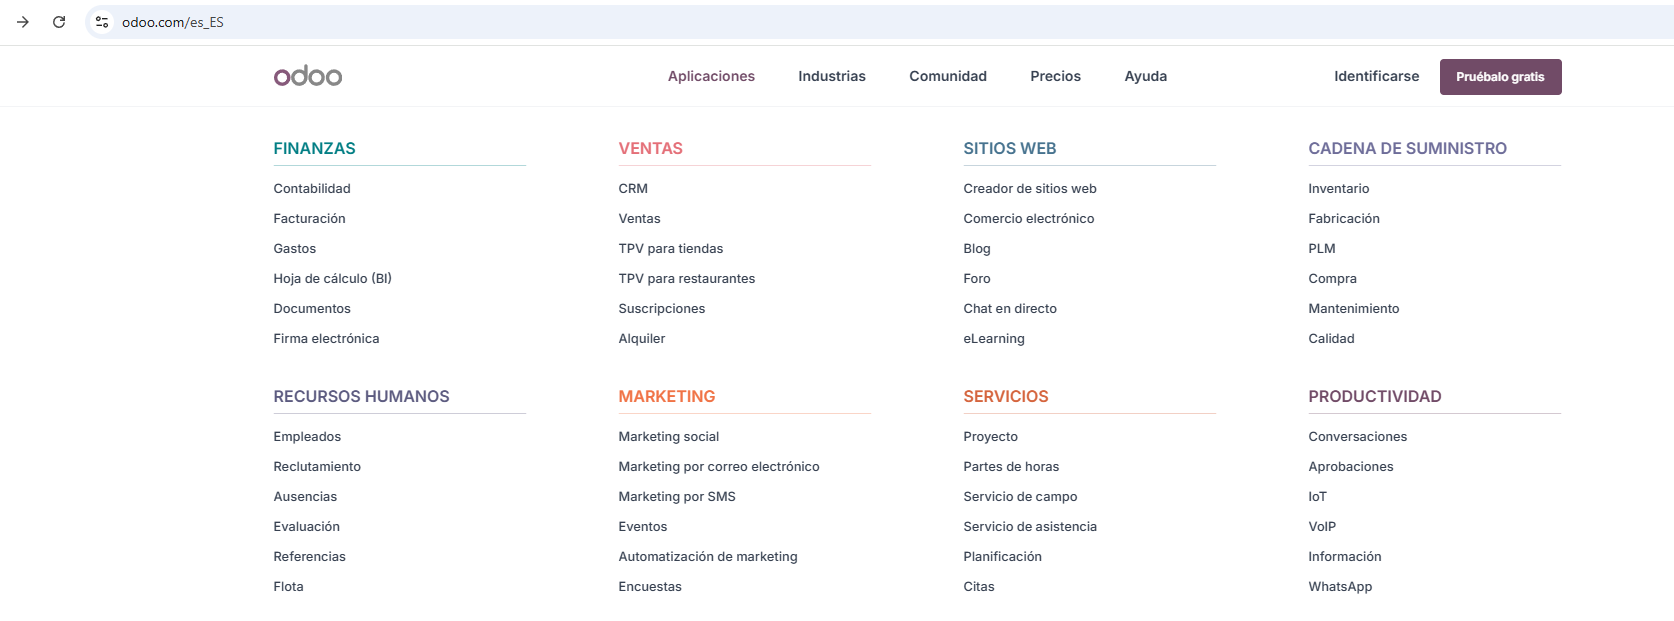 odoo.com/es_ES
odoo
Aplicaciones
Industrias
Comunidad
Precios
Ayuda
Identificarse
Pruébalo gratis
FINANZAS
Contabilidad
Facturación
Gastos
Hoja de cálculo (BI)
Documentos
Firma electrónica
VENTAS
CRM
Ventas
TPV para tiendas
TPV para restaurantes
Suscripciones
Alquiler
SITIOS WEB
Creador de sitios web
Comercio electrónico
Blog
Foro
Chat en directo
eLearning
CADENA DE SUMINISTRO
Inventario
Fabricación
PLM
Compra
Mantenimiento
Calidad
RECURSOS HUMANOS
Empleados
Reclutamiento
Ausencias
Evaluación
Referencias
Flota
MARKETING
Marketing social
Marketing por correo electrónico
Marketing por SMS
Eventos
Automatización de marketing
Encuestas
SERVICIOS
Proyecto
Partes de horas
Servicio de campo
Servicio de asistencia
Planificación
Citas
PRODUCTIVIDAD
Conversaciones
Aprobaciones
IoT
VoIP
Información
WhatsApp